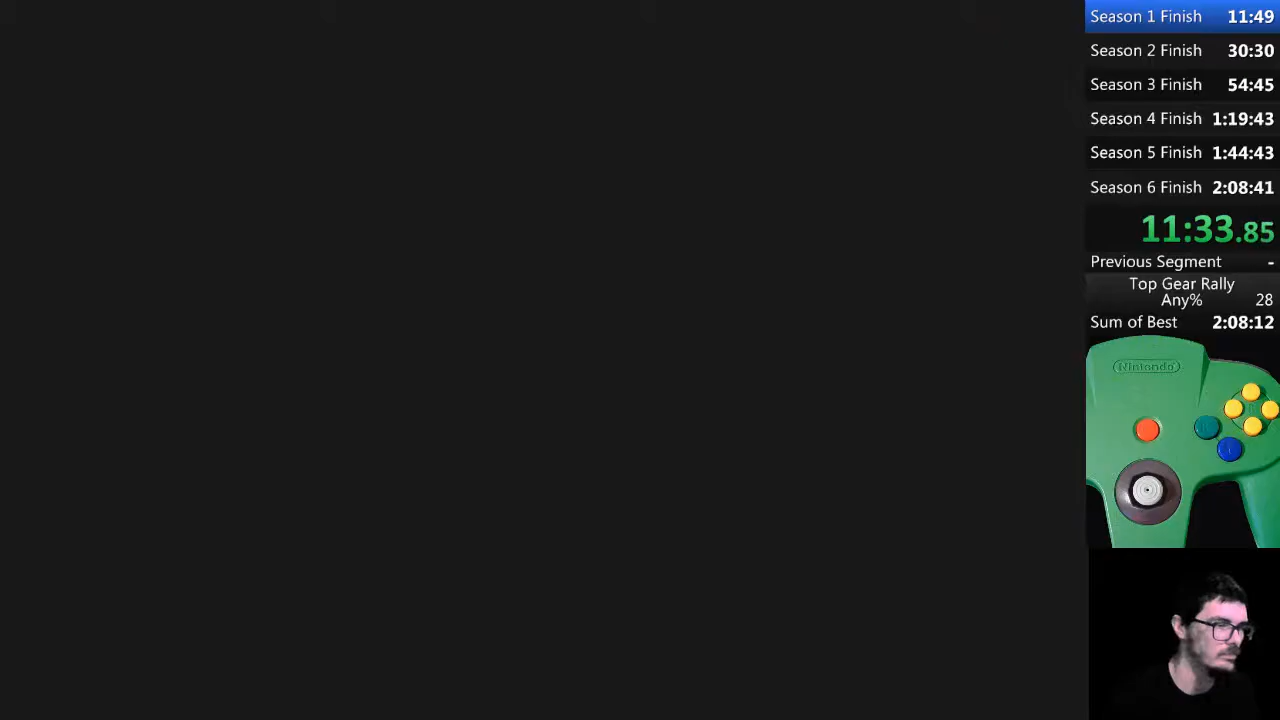 Season 1 Finish 11:49
Season 2 Finish 30:30
Season 3 Finish 54:45
Season 4 Finish 1:19:43
Season 5 Finish 1:44:43
Season 6 Finish 2:08:41
11:33.85
Previous Segment -
Top Gear Rally
Any% 28
Sum of Best 2:08:12
Nintendo